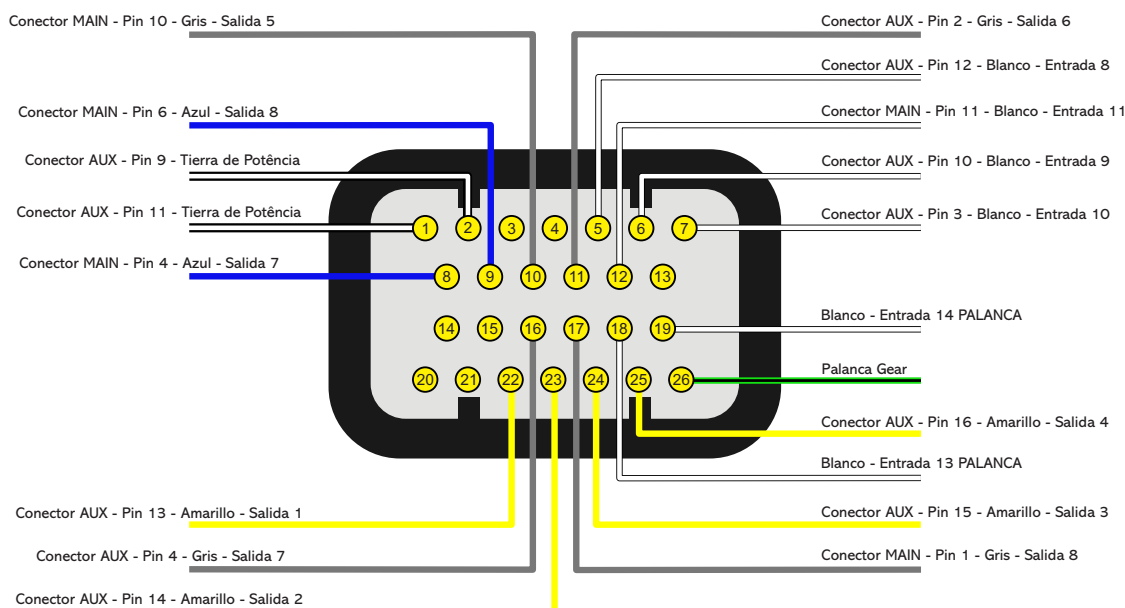 Conector MAIN - Pin 10 - Gris - Salida 5
Conector AUX - Pin 2 - Gris - Salida 6
Conector AUX - Pin 12 - Blanco - Entrada 8
Conector MAIN - Pin 6 - Azul - Salida 8
Conector MAIN - Pin 11 - Blanco - Entrada 11
Conector AUX - Pin 9 - Tierra de Potência
Conector AUX - Pin 10 - Blanco - Entrada 9
Conector AUX - Pin 11 - Tierra de Potência
Conector AUX - Pin 3 - Blanco - Entrada 10
1 2 3 4 5 6 7
Conector MAIN - Pin 4 - Azul - Salida 7
8 9 10 11 12 13
Blanco - Entrada 14 PALANCA
14 15 16 17 18 19
Palanca Gear
20 21 22 23 24 25 26
Conector AUX - Pin 16 - Amarillo - Salida 4
Blanco - Entrada 13 PALANCA
Conector AUX - Pin 13 - Amarillo - Salida 1
Conector AUX - Pin 15 - Amarillo - Salida 3
Conector AUX - Pin 4 - Gris - Salida 7
Conector MAIN - Pin 1 - Gris - Salida 8
Conector AUX - Pin 14 - Amarillo - Salida 2